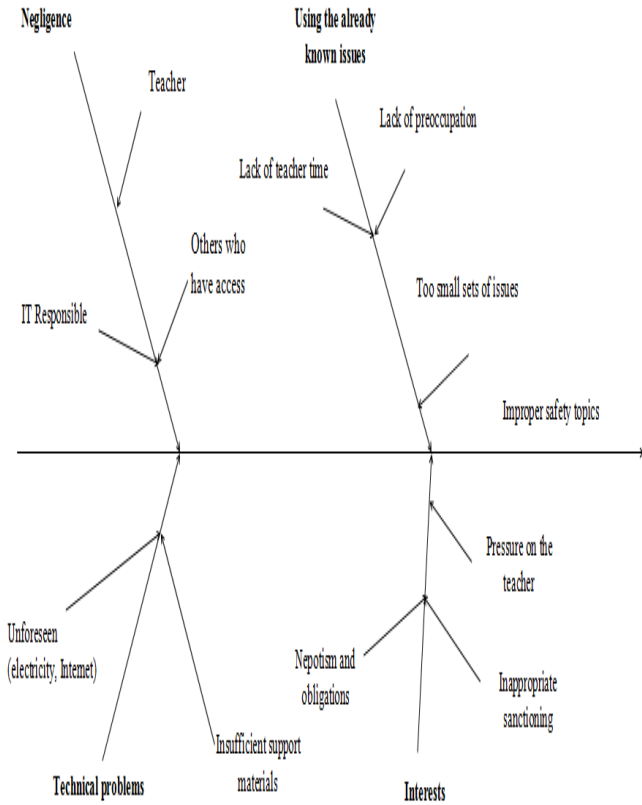 Negligence
Using the already
known issues
Teacher
Lack of preoccupation
Lack of teacher time
Others who
have access
IT Responsible
Too small sets of issues
Improper safety topics
Pressure on the
teacher
Unforeseen
(electricity, Internet)
Nepotism and
obligations
Inappropriate
sanctioning
Insufficient support
materials
Technical problems
Interests